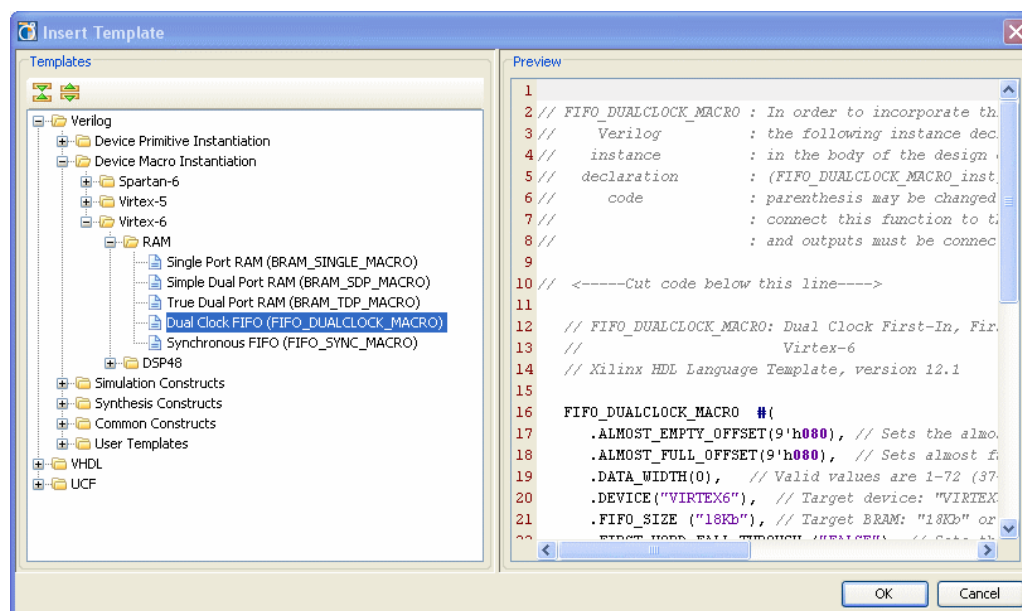 Insert Template
Templates
Verilog
Device Primitive Instantiation
Device Macro Instantiation
Spartan-6
Virtex-5
Virtex-6
RAM
Single Port RAM (BRAM_SINGLE_MACRO)
Simple Dual Port RAM (BRAM_SDP_MACRO)
True Dual Port RAM (BRAM_TDP_MACRO)
Dual Clock FIFO (FIFO_DUALCLOCK_MACRO)
Synchronous FIFO (FIFO_SYNC_MACRO)
DSP48
Simulation Constructs
Synthesis Constructs
Common Constructs
User Templates
VHDL
UCF
Preview
1
2 // FIFO_DUALCLOCK_MACRO : In order to incorporate th
3 // Verilog : the following instance dec
4 // instance : in the body of the design
5 // declaration : (FIFO_DUALCLOCK_MACRO_inst
6 // code : parenthesis may be changed
7 // : connect this function to t
8 // : and outputs must be connec
9
10 // <-----Cut code below this line---->
11
12 // FIFO_DUALCLOCK_MACRO: Dual Clock First-In, Fir
13 // Virtex-6
14 // Xilinx HDL Language Template, version 12.1
15
16 FIFO_DUALCLOCK_MACRO #(
17 .ALMOST_EMPTY_OFFSET(9'h080), // Sets the almo
18 .ALMOST_FULL_OFFSET(9'h080), // Sets almost f
19 .DATA_WIDTH(0), // Valid values are 1-72 (37
20 .DEVICE("VIRTEX6"), // Target device: "VIRTEX
21 .FIFO_SIZE ("18Kb"), // Target BRAM: "18Kb" or
22 .FIRST_WORD_FALL_THROUGH ("FALSE"), // Sets th
OK
Cancel